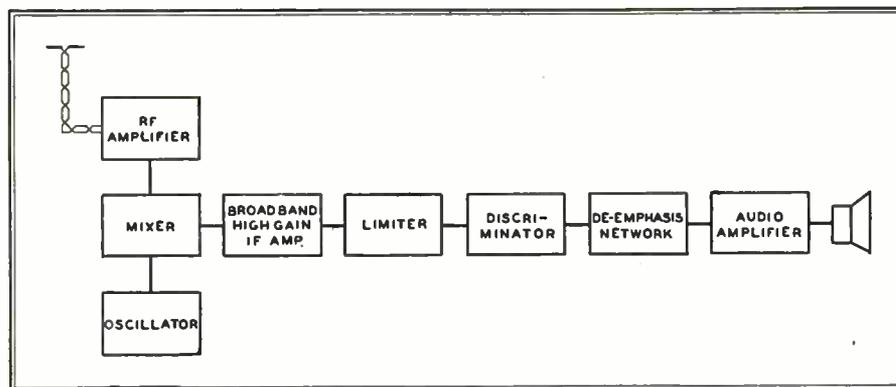 RF
AMPLIFIER
MIXER
OSCILLATOR
BROADBAND
HIGH GAIN
IF AMP.
LIMITER
DISCRI-
MINATOR
DE-EMPHASIS
NETWORK
AUDIO
AMPLIFIER